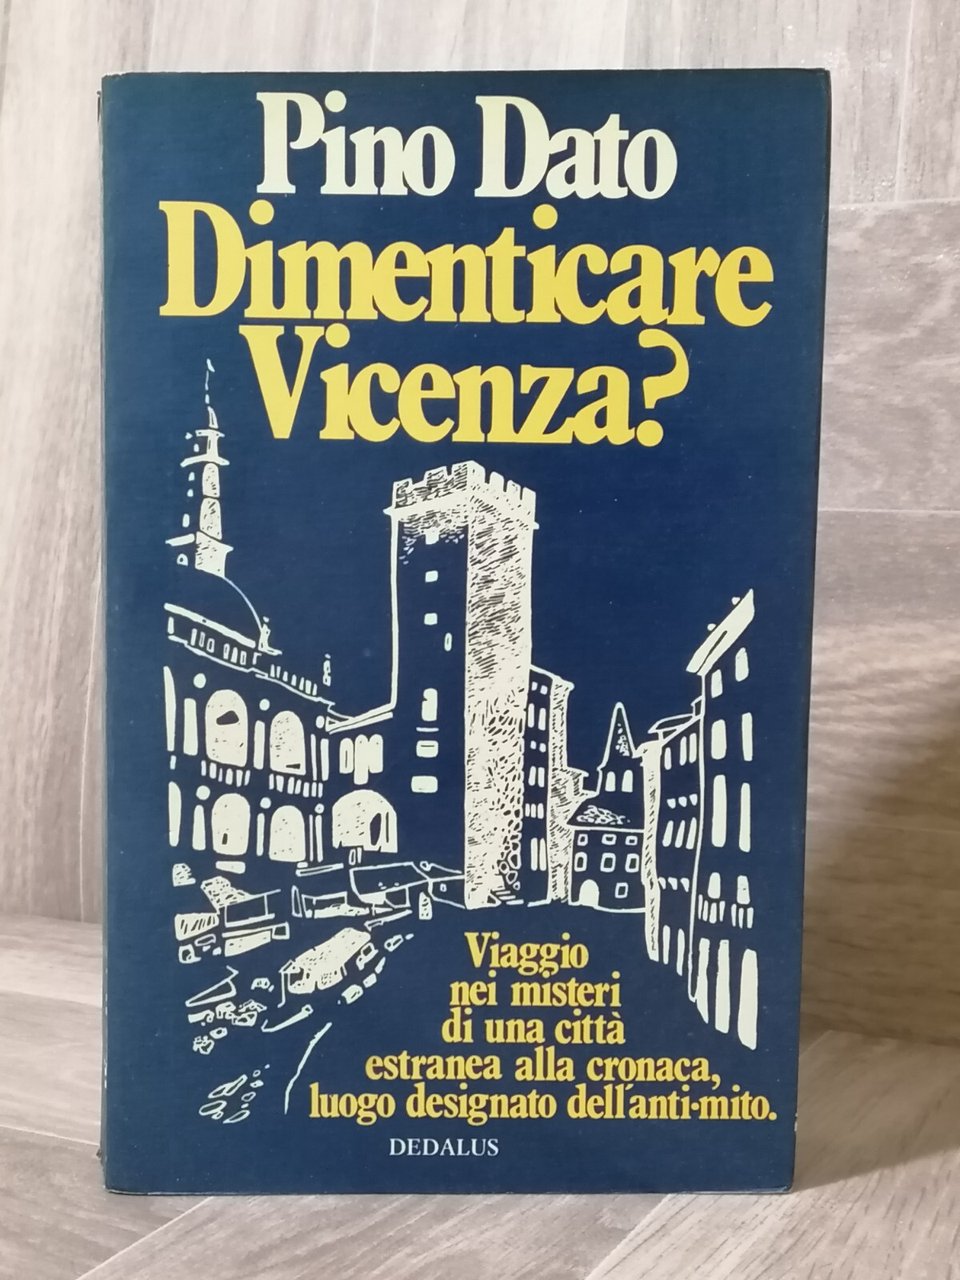 Pino Dato
Dimenticare
Vicenza?
Viaggio
nei misteri
di una città
estranea alla cronaca,
luogo designato dell'anti-mito.
DEDALUS